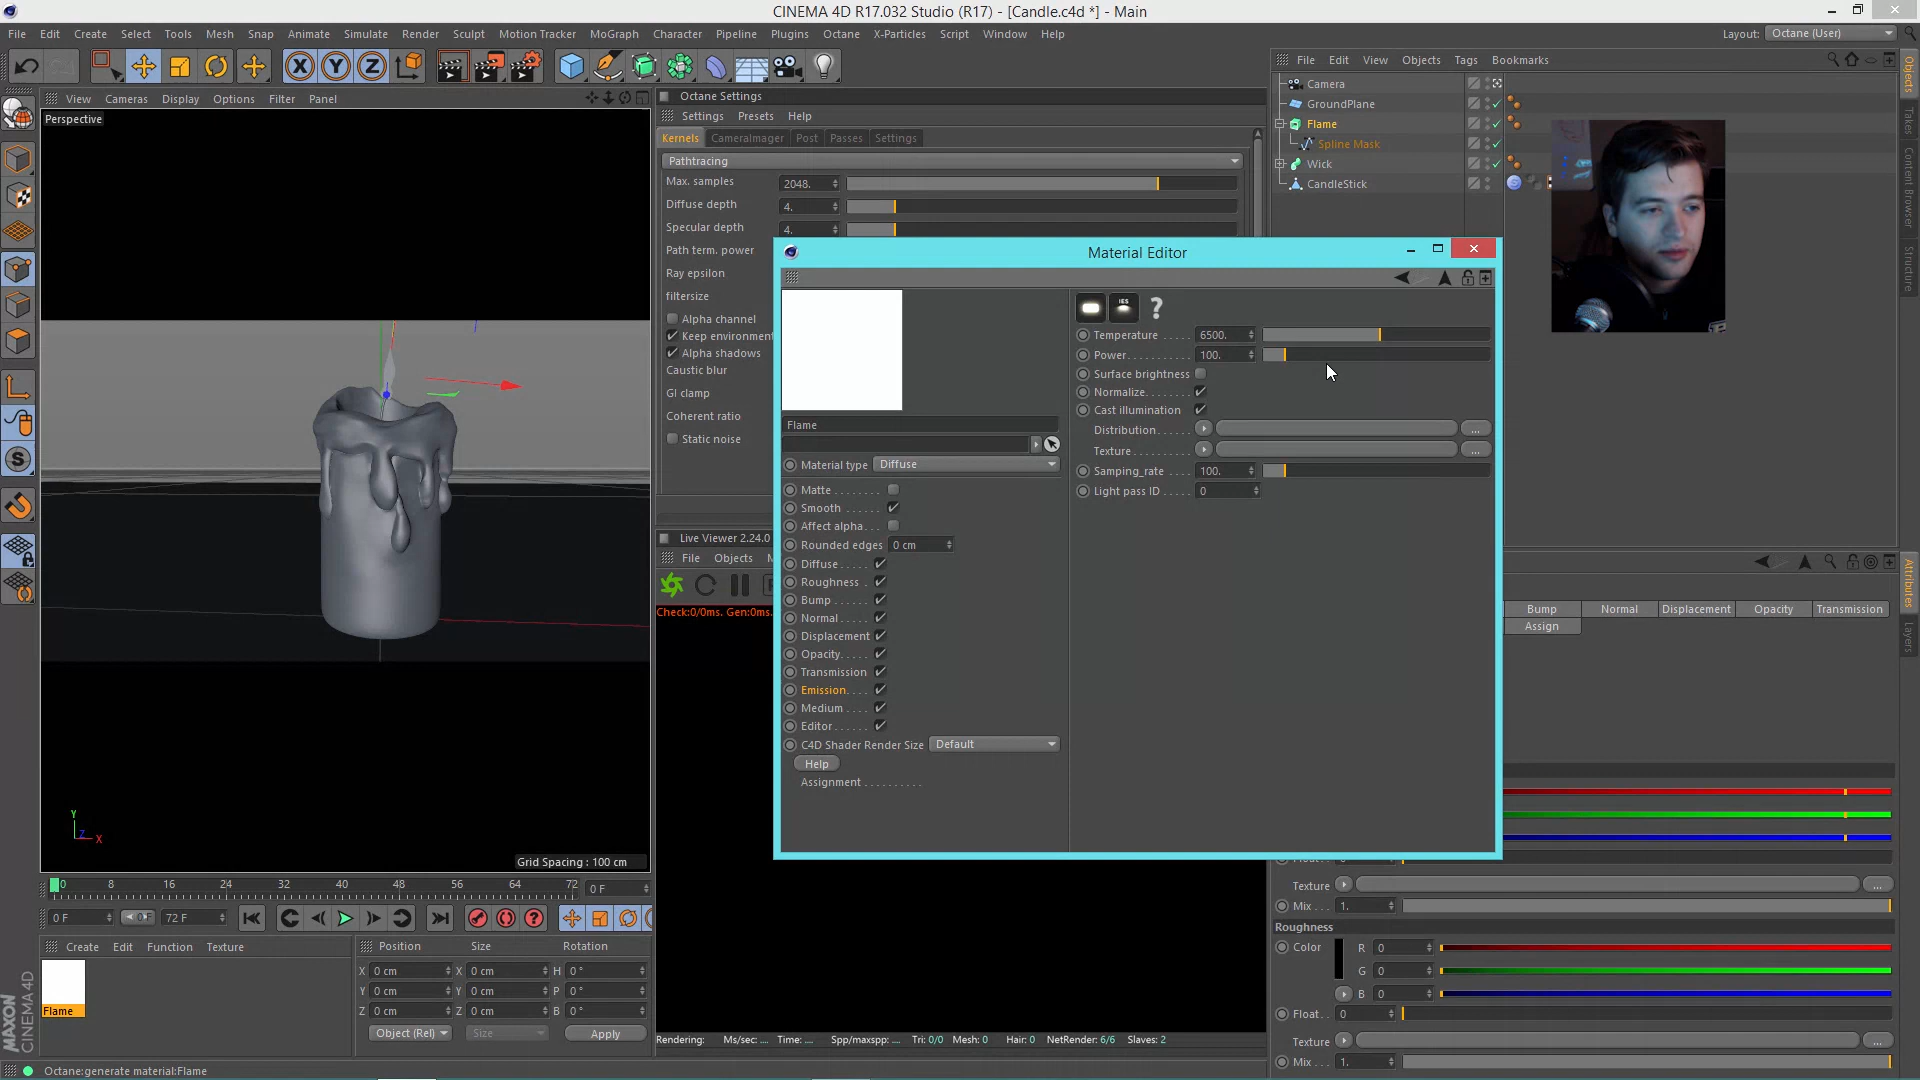 CINEMA 4D R17.032 Studio (R17) - [Candle.c4d *] - Main
File Edit Create Select Tools Mesh Snap Animate Simulate Render Sculpt Motion Tracker MoGraph Character Pipeline Plugins Octane X-Particles Script Window Help
Layout: Octane (User)
View Cameras Display Options Filter Panel
Perspective
Octane Settings
Settings Presets Help
Kernels CameraImager Post Passes Settings
Pathtracing
Max. samples 2048.
Diffuse depth 4.
Specular depth 4.
Path term. power
Ray epsilon
filtersize
Alpha channel
Keep environment
Alpha shadows
Caustic blur
GI clamp
Coherent ratio
Static noise
File Edit View Objects Tags Bookmarks
Camera
GroundPlane
Flame
Spline Mask
Wick
CandleStick
Objects
Takes
Content Browser
Structure
Material Editor
Flame
Material type Diffuse
Matte
Smooth
Affect alpha
Rounded edges 0 cm
Diffuse
Roughness
Bump
Normal
Displacement
Opacity
Transmission
Emission
Medium
Editor
C4D Shader Render Size Default
Help
Assignment
IES ?
Temperature 6500.
Power 100.
Surface brightness
Normalize
Cast illumination
Distribution ...
Texture ...
Samping_rate 100.
Light pass ID 0
Live Viewer 2.24.0
File Objects M
Check:0/0ms. Gen:0ms.
Bump Normal Displacement Opacity Transmission
Assign
Attributes
Layers
Texture ...
Mix 1.
Roughness
Color R 0
G 0
B 0
Float 0
Texture ...
Mix 1.
Y
Z X
Grid Spacing : 100 cm
0 8 16 24 32 40 48 56 64 72 0 F
0 F 0 F 72 F
Create Edit Function Texture
Flame
Position Size Rotation
X 0 cm X 0 cm H 0 °
Y 0 cm Y 0 cm P 0 °
Z 0 cm Z 0 cm B 0 °
Object (Rel) Size Apply
Rendering: Ms/sec: .... Time: .... Spp/maxspp: .... Tri: 0/0 Mesh: 0 Hair: 0 NetRender: 6/6 Slaves: 2
MAXON CINEMA 4D
Octane:generate material:Flame